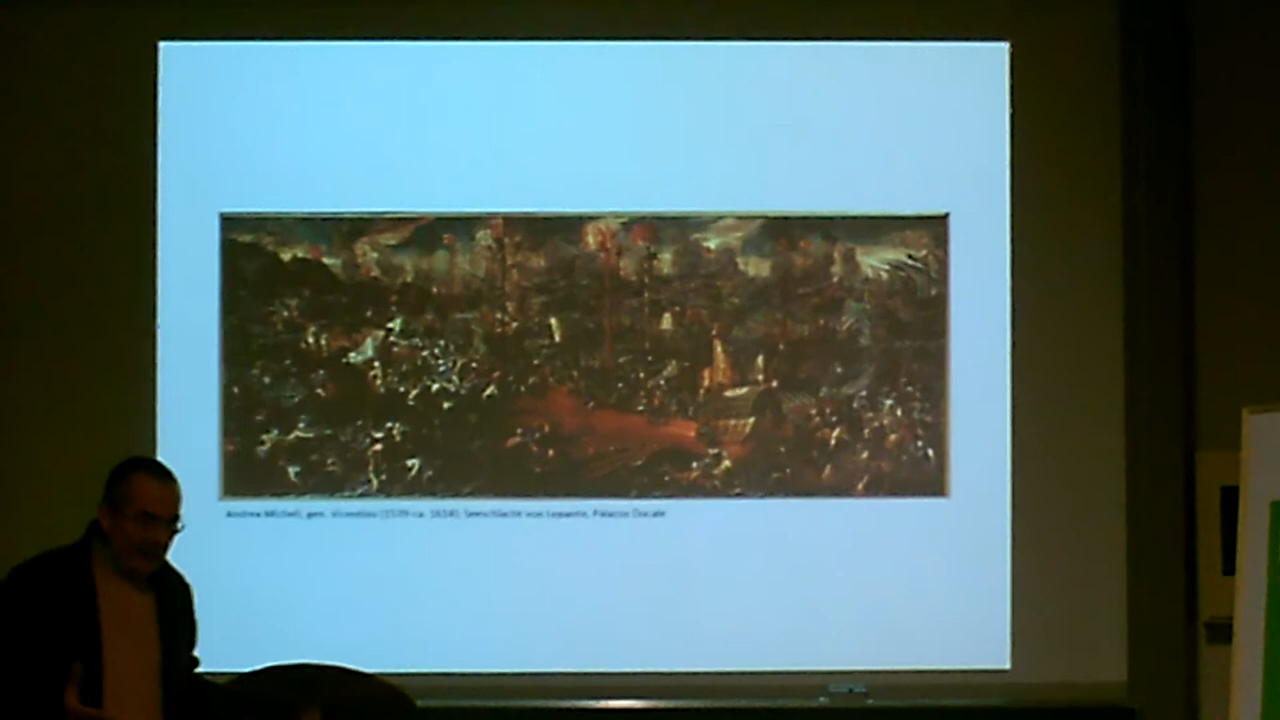 Andrea Micheli, gen. Vicentino (1539-ca. 1614): Seeschlacht von Lepanto, Palazzo Ducale